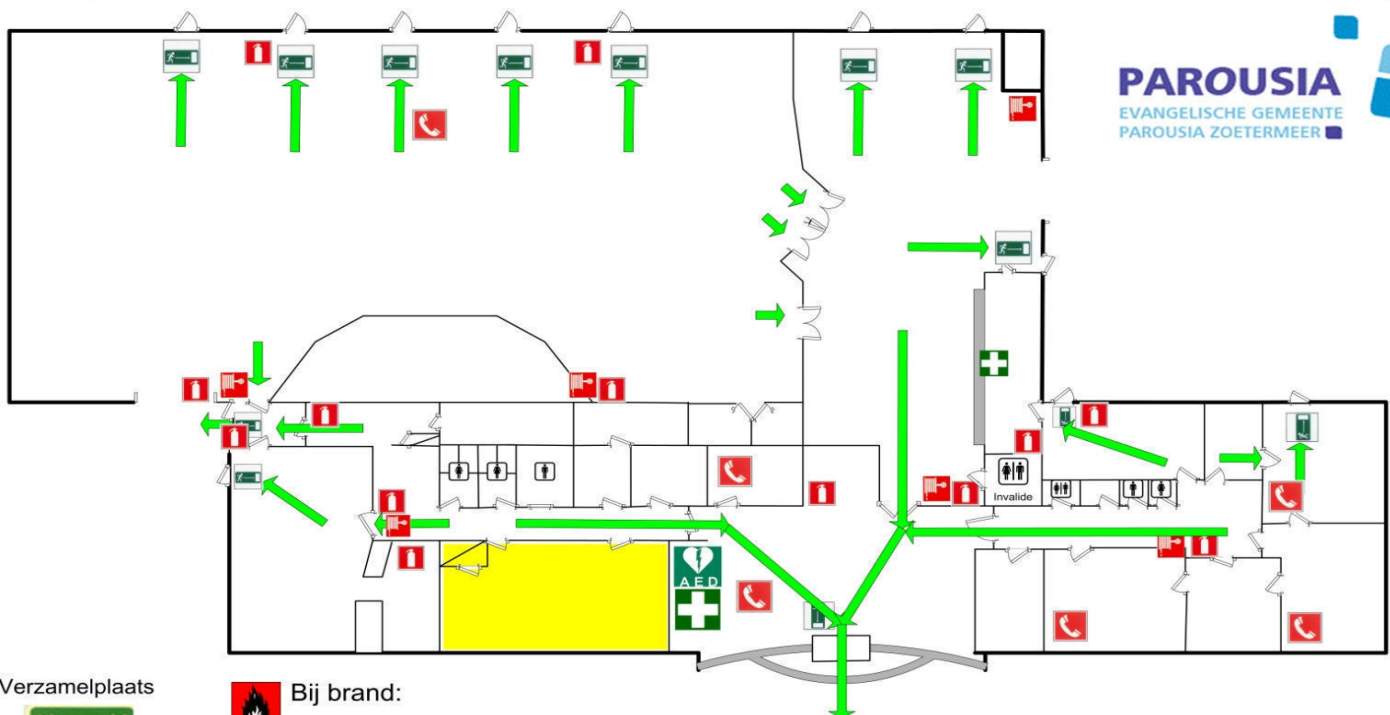 PAROUSIA
EVANGELISCHE GEMEENTE
PAROUSIA ZOETERMEER
Invalide
AED
Verzamelplaats
Bij brand: